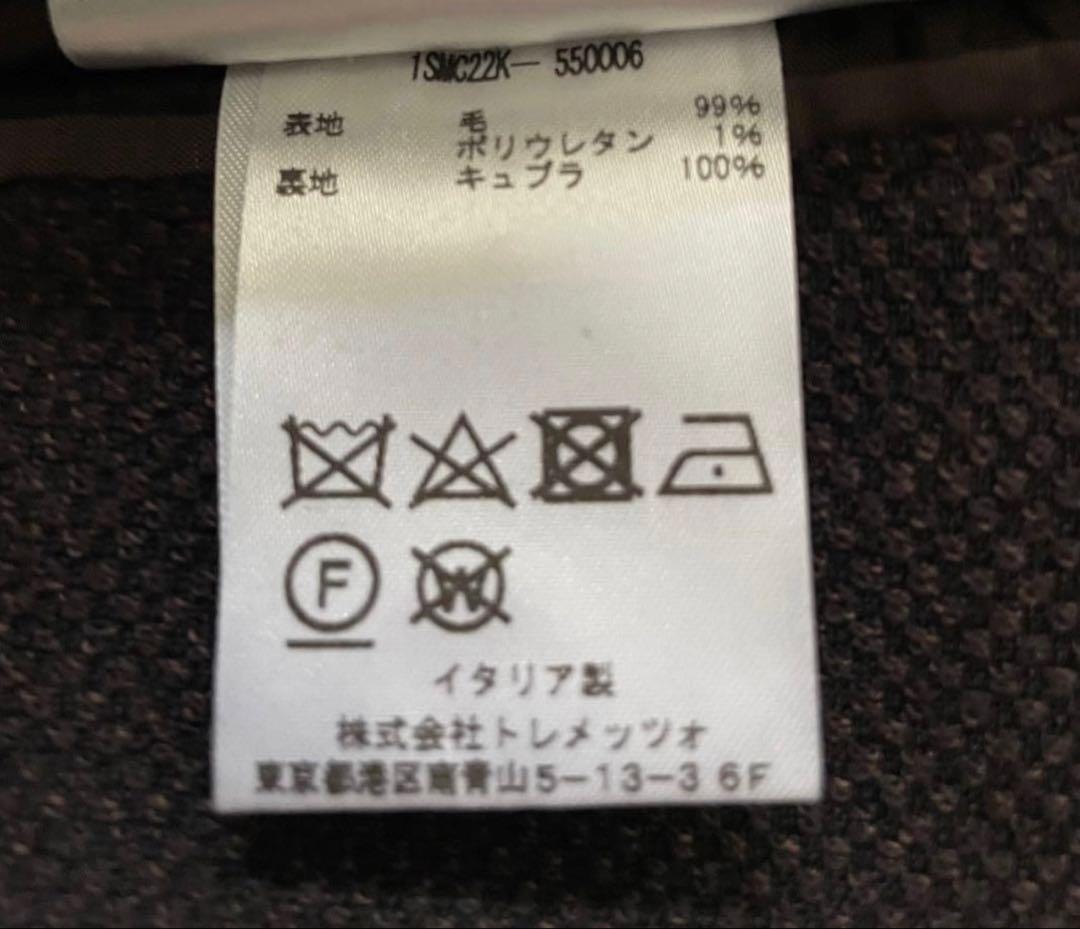 1SMC22K— 550006
表地 毛 99%
ポリウレタン 1%
裏地 キュプラ 100%
F W
イタリア製
株式会社トレメッツォ
東京都港区南青山5-13-3 6F